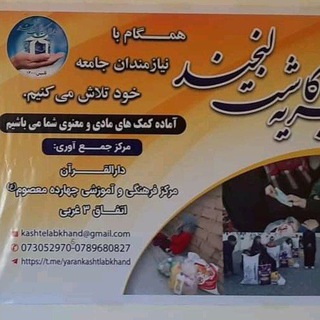 همگام با
نیازمندان جامعه
خود تلاش می کنیم.
آماده کمک های مادی و معنوی شما می باشیم
مرکز جمع آوری:
دارالقرآن
مرکز فرهنگی و آموزشی چهارده معصوم(ع)
اتفاق ۳ غربی
kashtelabkhand@gmail.com
073052970-0789680827
https://t.me/yarankashtlabkhand
خیریه
کاشت
لبخند